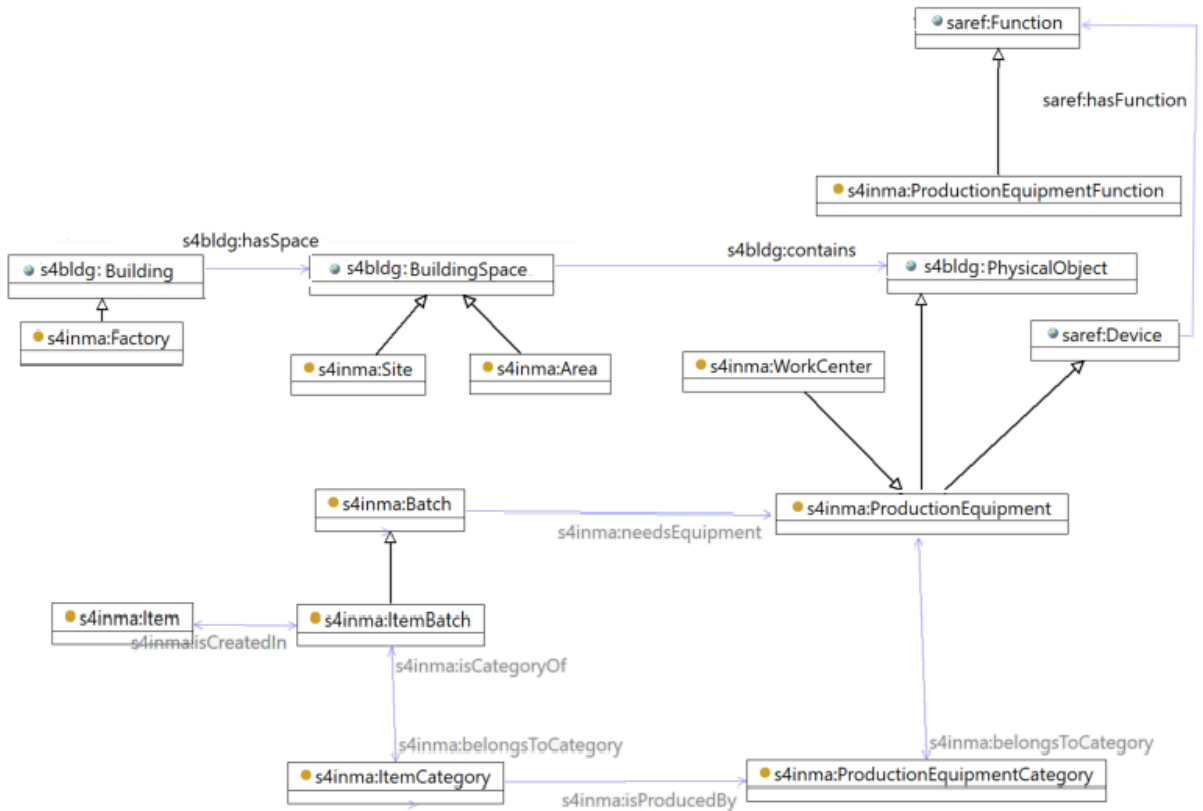 saref:Function
saref:hasFunction
s4inma:ProductionEquipmentFunction
s4bldg:hasSpace
s4bldg:contains
s4bldg: Building
s4bldg: BuildingSpace
s4bldg: PhysicalObject
s4inma:Factory
saref:Device
s4inma:Site
s4inma:Area
s4inma:WorkCenter
s4inma:Batch
s4inma:ProductionEquipment
s4inma:needsEquipment
s4inma:Item
s4inma:ItemBatch
s4inma:isCreatedIn
s4inma:isCategoryOf
s4inma:belongsToCategory
s4inma:belongsToCategory
s4inma:ItemCategory
s4inma:ProductionEquipmentCategory
s4inma:isProducedBy